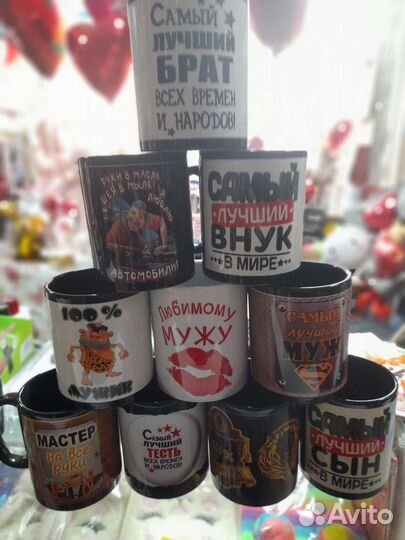 Самый
ЛУЧШИЙ
БРАТ
ВСЕХ ВРЕМЕН
И НАРОДОВ!
РУКИ В МАСЛЕ,
ШЕЯ В МЫЛЕ! Я
ЛЮБЛЮ
АВТОМОБИЛИ!
САМЫЙ
ЛУЧШИЙ
ВНУК
В МИРЕ
100%
МУЖИК
Любимому
МУЖУ
САМЫЙ
лучший
МУЖ
МАСТЕР
на все
руки
Самый
ЛУЧШИЙ
ТЕСТЬ
ВСЕХ ВРЕМЕН
И НАРОДОВ!
САМЫЙ
ЛУЧШИЙ
СЫН
В МИРЕ
Avito